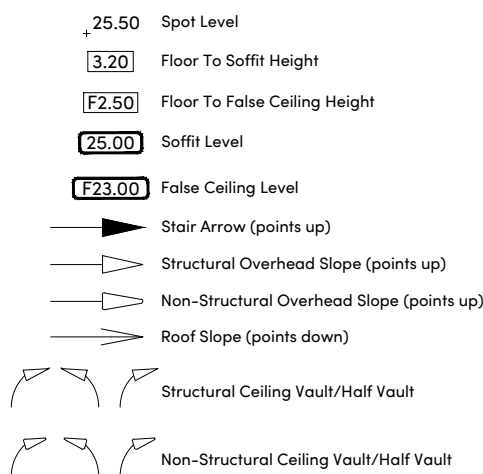 25.50 Spot Level
3.20 Floor To Soffit Height
F2.50 Floor To False Ceiling Height
25.00 Soffit Level
F23.00 False Ceiling Level
Stair Arrow (points up)
Structural Overhead Slope (points up)
Non-Structural Overhead Slope (points up)
Roof Slope (points down)
Structural Ceiling Vault/Half Vault
Non-Structural Ceiling Vault/Half Vault